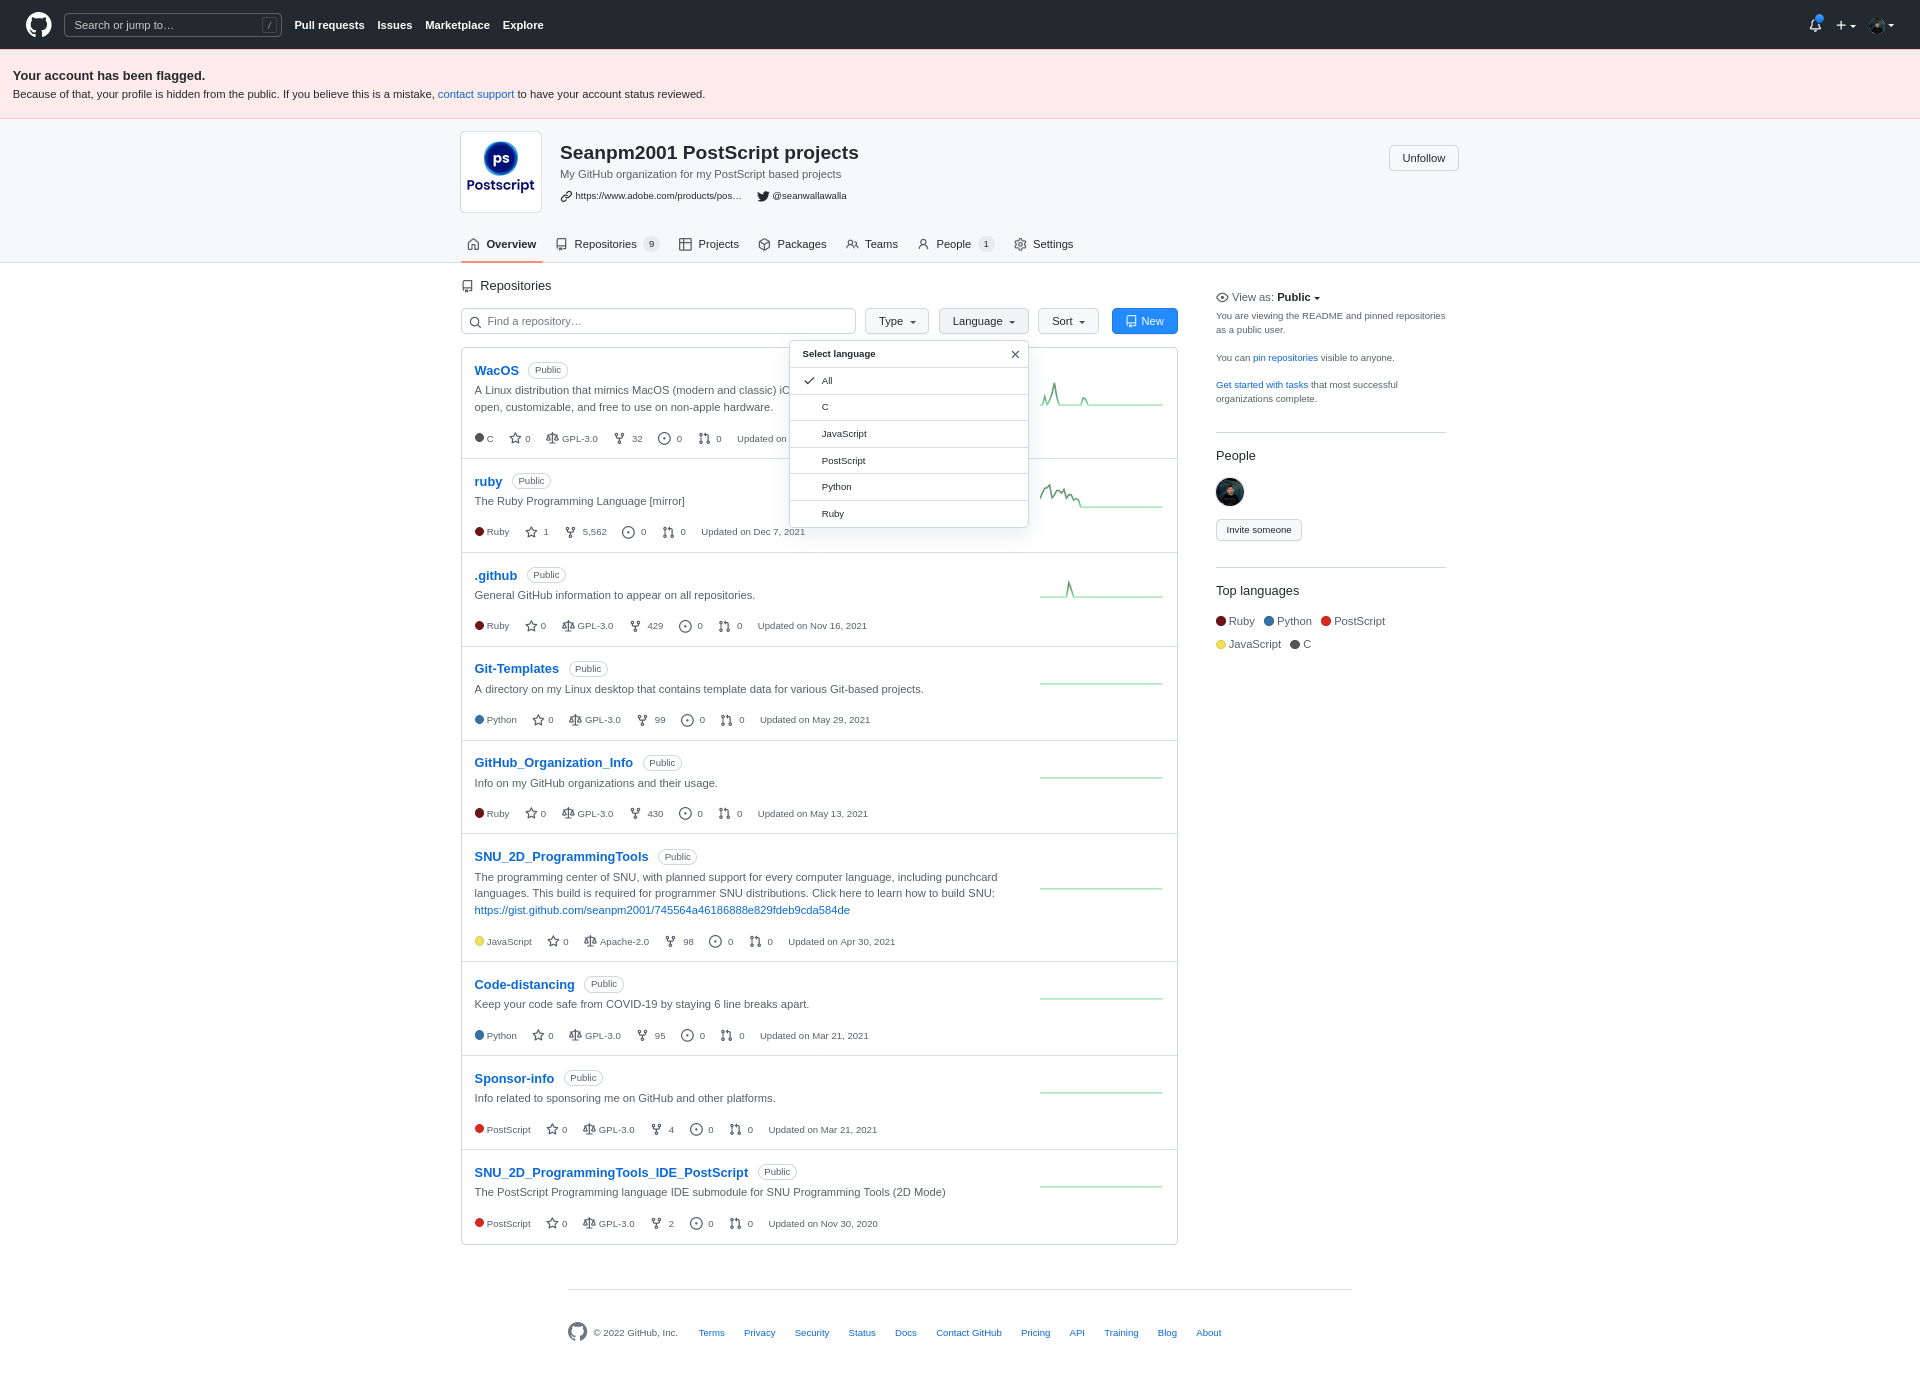 Search or jump to…
/
Pull requests
Issues
Marketplace
Explore
Your account has been flagged.
Because of that, your profile is hidden from the public. If you believe this is a mistake, contact support to have your account status reviewed.
ps
Postscript
Seanpm2001 PostScript projects
My GitHub organization for my PostScript based projects
https://www.adobe.com/products/pos…
@seanwallawalla
Unfollow
Overview
Repositories 9
Projects
Packages
Teams
People 1
Settings
Repositories
Find a repository…
Type
Language
Sort
New
Select language
All
C
JavaScript
PostScript
Python
Ruby
WacOS Public
A Linux distribution that mimics MacOS (modern and classic)
open, customizable, and free to use on non-apple hardware.
C 0 GPL-3.0 32 0 0 Updated on
ruby Public
The Ruby Programming Language [mirror]
Ruby 1 5,562 0 0 Updated on Dec 7, 2021
.github Public
General GitHub information to appear on all repositories.
Ruby 0 GPL-3.0 429 0 0 Updated on Nov 16, 2021
Git-Templates Public
A directory on my Linux desktop that contains template data for various Git-based projects.
Python 0 GPL-3.0 99 0 0 Updated on May 29, 2021
GitHub_Organization_Info Public
Info on my GitHub organizations and their usage.
Ruby 0 GPL-3.0 430 0 0 Updated on May 13, 2021
SNU_2D_ProgrammingTools Public
The programming center of SNU, with planned support for every computer language, including punchcard
languages. This build is required for programmer SNU distributions. Click here to learn how to build SNU:
https://gist.github.com/seanpm2001/745564a46186888e829fdeb9cda584de
JavaScript 0 Apache-2.0 98 0 0 Updated on Apr 30, 2021
Code-distancing Public
Keep your code safe from COVID-19 by staying 6 line breaks apart.
Python 0 GPL-3.0 95 0 0 Updated on Mar 21, 2021
Sponsor-info Public
Info related to sponsoring me on GitHub and other platforms.
PostScript 0 GPL-3.0 4 0 0 Updated on Mar 21, 2021
SNU_2D_ProgrammingTools_IDE_PostScript Public
The PostScript Programming language IDE submodule for SNU Programming Tools (2D Mode)
PostScript 0 GPL-3.0 2 0 0 Updated on Nov 30, 2020
View as: Public
You are viewing the README and pinned repositories
as a public user.
You can pin repositories visible to anyone.
Get started with tasks that most successful
organizations complete.
People
Invite someone
Top languages
Ruby Python PostScript
JavaScript C
© 2022 GitHub, Inc.
Terms
Privacy
Security
Status
Docs
Contact GitHub
Pricing
API
Training
Blog
About